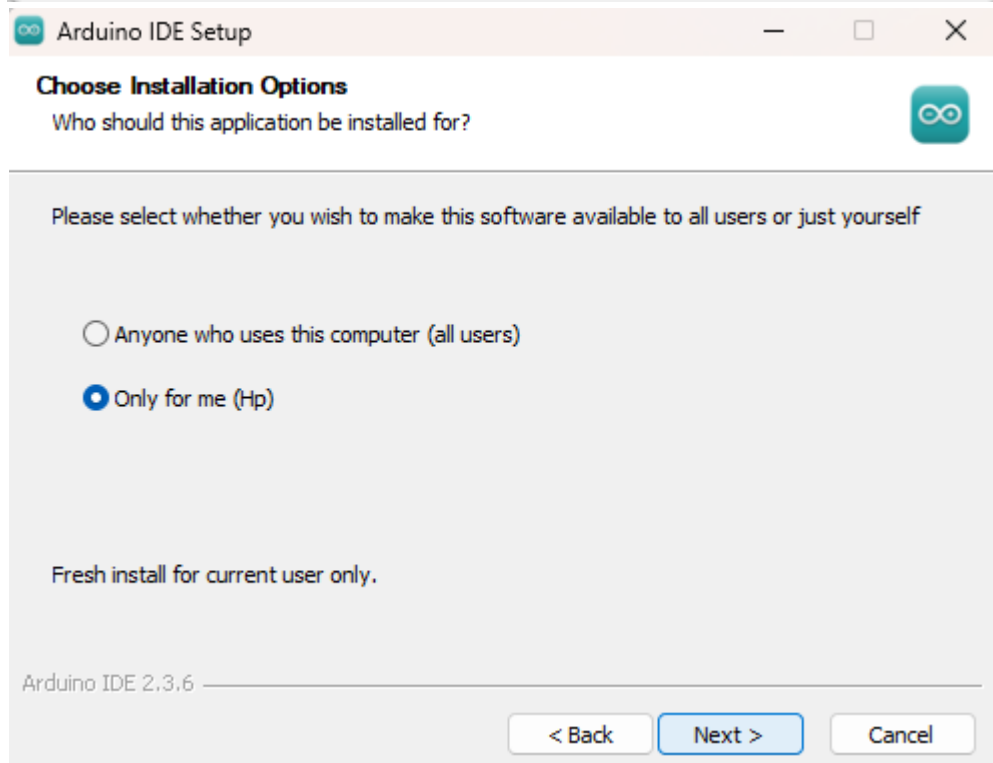 Arduino IDE Setup
Choose Installation Options
Who should this application be installed for?
Please select whether you wish to make this software available to all users or just yourself
Anyone who uses this computer (all users)
Only for me (Hp)
Fresh install for current user only.
Arduino IDE 2.3.6
< Back Next > Cancel